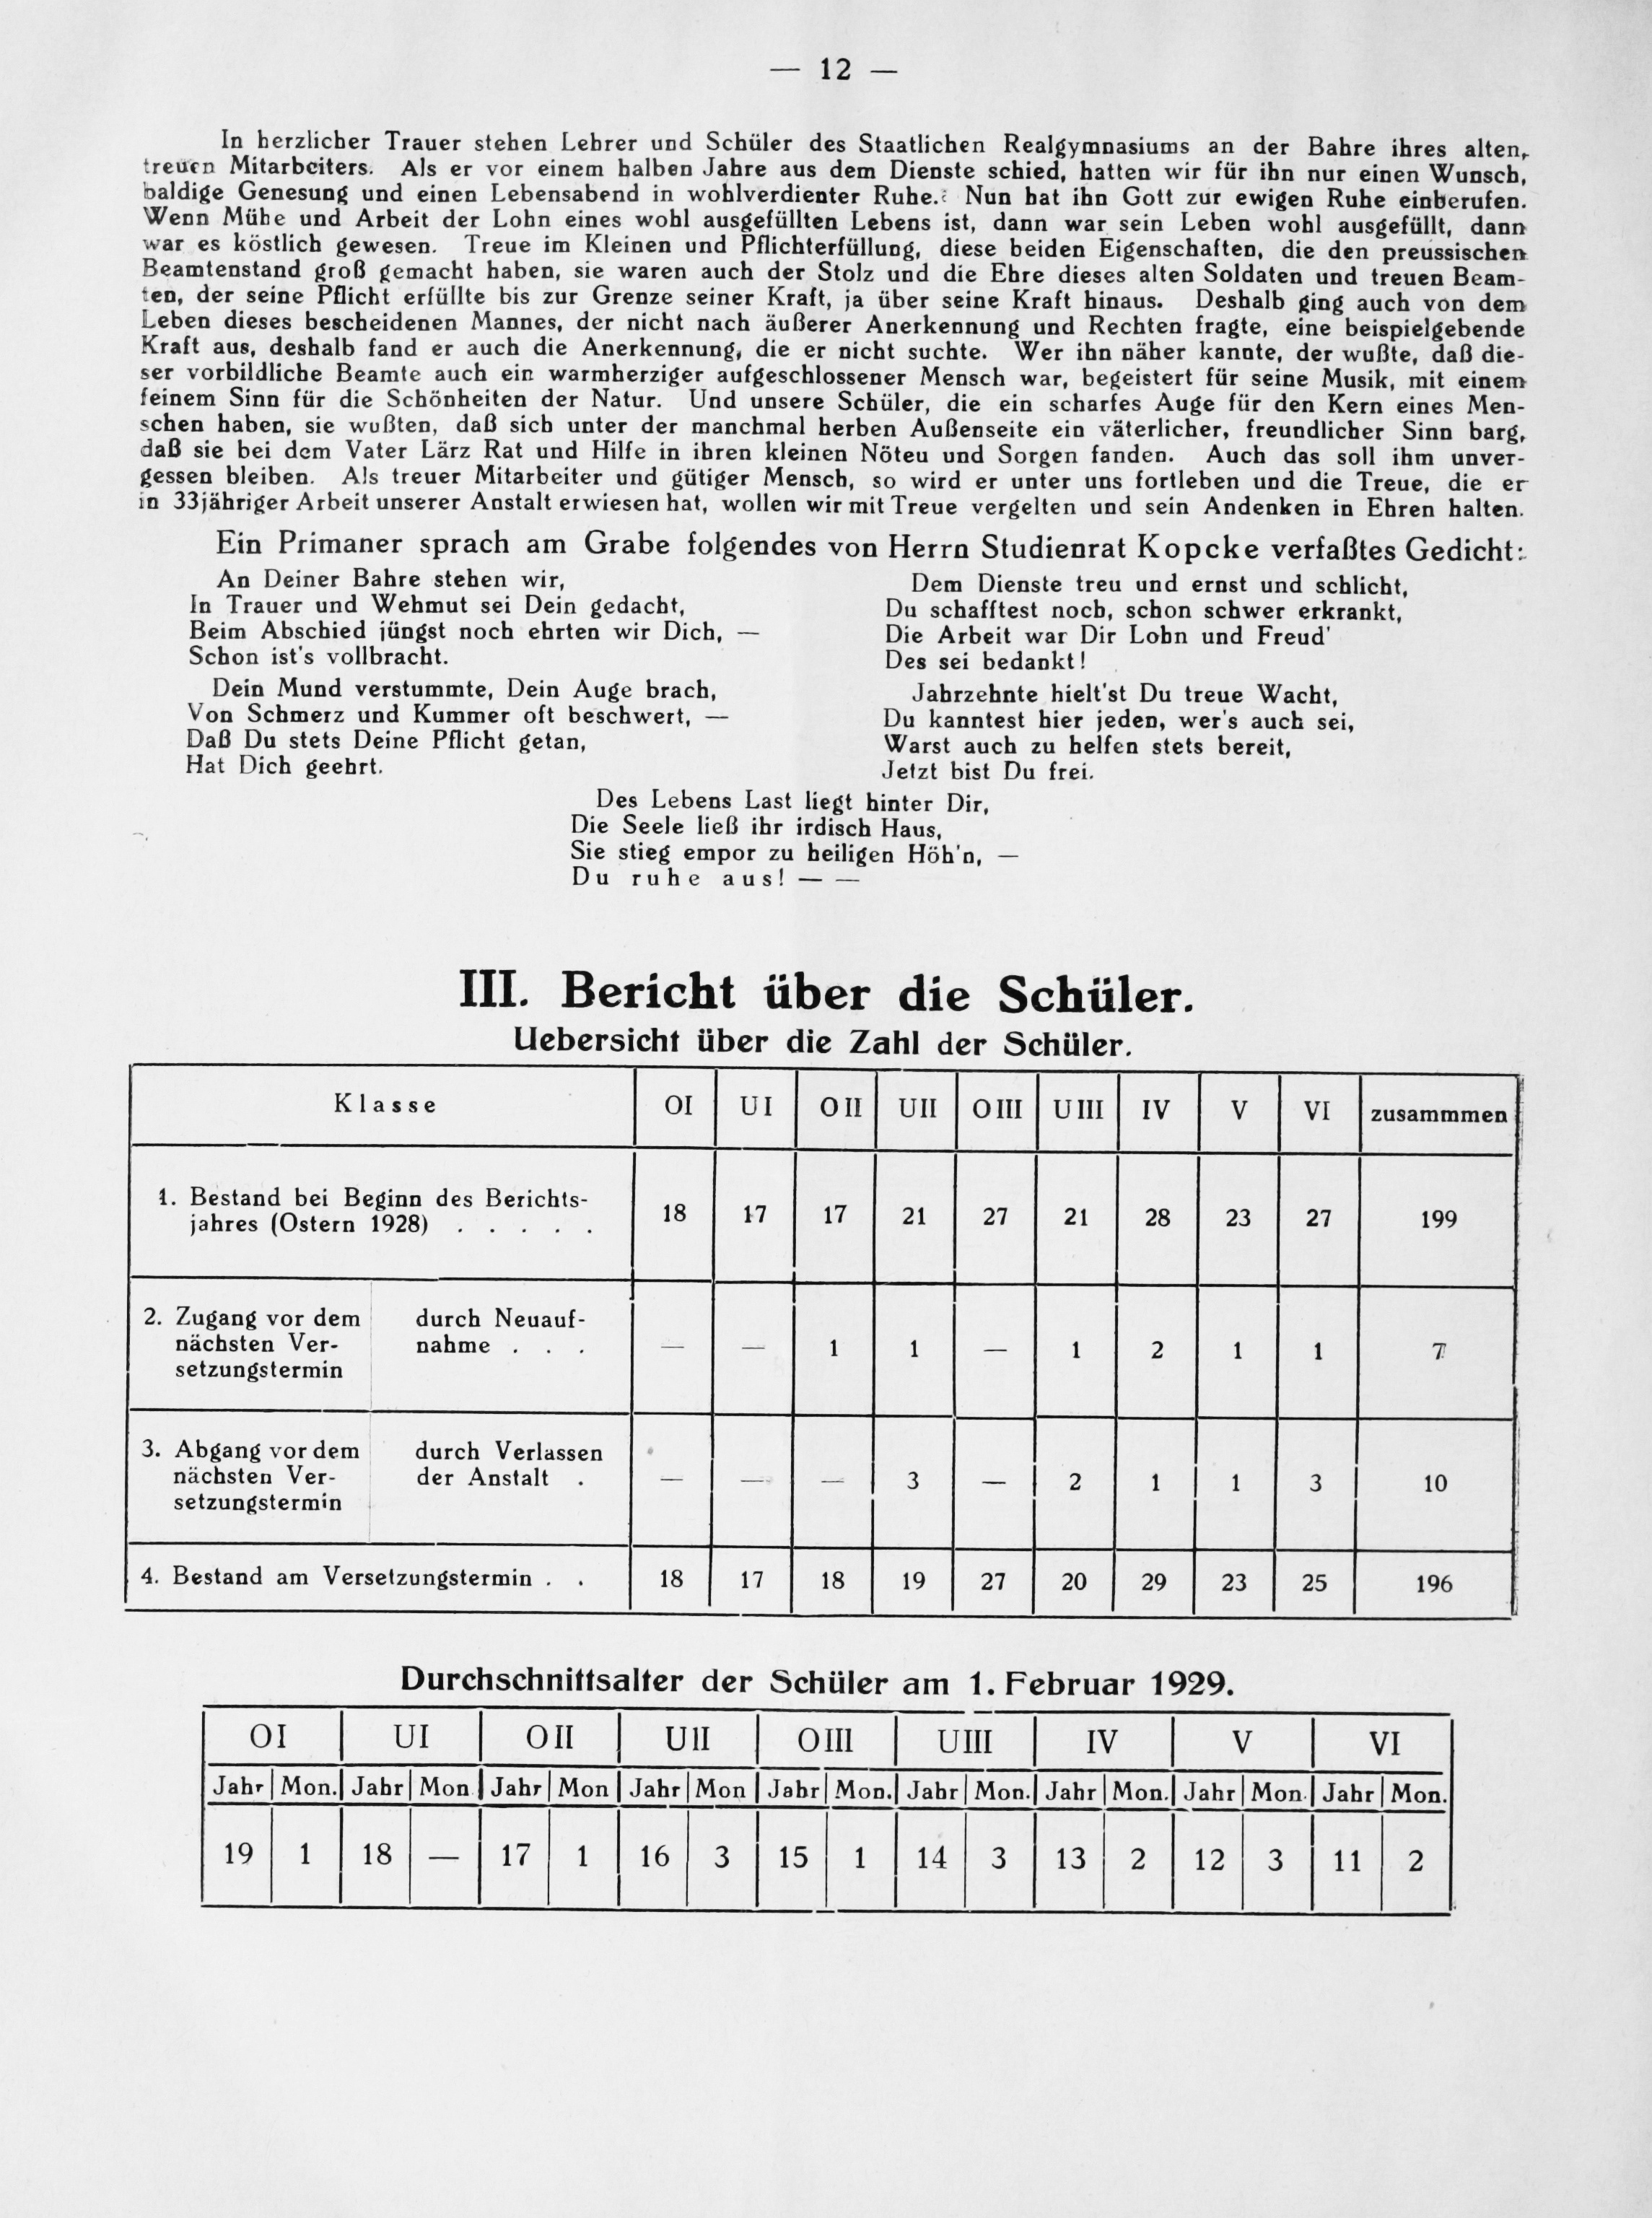 — 12 —
In herzlicher Trauer stehen Lehrer und Schüler des Staatlichen Realgymnasiums an der Bahre ihres alten,
treuen Mitarbeiters. Als er vor einem halben Jahre aus dem Dienste schied, hatten wir für ihn nur einen Wunsch,
baldige Genesung und einen Lebensabend in wohlverdienter Ruhe. Nun hat ihn Gott zur ewigen Ruhe einberufen.
Wenn Mühe und Arbeit der Lohn eines wohl ausgefüllten Lebens ist, dann war sein Leben wohl ausgefüllt, dann
war es köstlich gewesen. Treue im Kleinen und Pflichterfüllung, diese beiden Eigenschaften, die den preussischen
Beamtenstand groß gemacht haben, sie waren auch der Stolz und die Ehre dieses alten Soldaten und treuen Beam-
ten, der seine Pflicht erfüllte bis zur Grenze seiner Kraft, ja über seine Kraft hinaus. Deshalb ging auch von dem
Leben dieses bescheidenen Mannes, der nicht nach äußerer Anerkennung und Rechten fragte, eine beispielgebende
Kraft aus, deshalb fand er auch die Anerkennung, die er nicht suchte. Wer ihn näher kannte, der wußte, daß die-
ser vorbildliche Beamte auch ein warmherziger aufgeschlossener Mensch war, begeistert für seine Musik, mit einem
feinem Sinn für die Schönheiten der Natur. Und unsere Schüler, die ein scharfes Auge für den Kern eines Men-
schen haben, sie wußten, daß sich unter der manchmal herben Außenseite ein väterlicher, freundlicher Sinn barg,
daß sie bei dem Vater Lärz Rat und Hilfe in ihren kleinen Nöteu und Sorgen fanden. Auch das soll ihm unver-
gessen bleiben. Als treuer Mitarbeiter und gütiger Mensch, so wird er unter uns fortleben und die Treue, die er
in 33jähriger Arbeit unserer Anstalt erwiesen hat, wollen wir mit Treue vergelten und sein Andenken in Ehren halten.
Ein Primaner sprach am Grabe folgendes von Herrn Studienrat Kopcke verfaßtes Gedicht:
An Deiner Bahre stehen wir,
In Trauer und Wehmut sei Dein gedacht,
Beim Abschied jüngst noch ehrten wir Dich, —
Schon ist's vollbracht.
Dein Mund verstummte, Dein Auge brach,
Von Schmerz und Kummer oft beschwert, —
Daß Du stets Deine Pflicht getan,
Hat Dich geehrt.
Dem Dienste treu und ernst und schlicht,
Du schafftest noch, schon schwer erkrankt,
Die Arbeit war Dir Lohn und Freud'
Des sei bedankt!
Jahrzehnte hielt'st Du treue Wacht,
Du kanntest hier jeden, wer's auch sei,
Warst auch zu helfen stets bereit,
Jetzt bist Du frei.
Des Lebens Last liegt hinter Dir,
Die Seele ließ ihr irdisch Haus,
Sie stieg empor zu heiligen Höh'n, —
Du ruhe aus! — —
III. Bericht über die Schüler.
Uebersicht über die Zahl der Schüler.
Klasse OI UI OII UII OIII UIII IV V VI zusammmen
1. Bestand bei Beginn des Berichts-
jahres (Ostern 1928) . . . . . 18 17 17 21 27 21 28 23 27 199
2. Zugang vor dem durch Neuauf-
nächsten Ver- nahme . . . — — 1 1 — 1 2 1 1 7
setzungstermin
3. Abgang vor dem durch Verlassen
nächsten Ver- der Anstalt . — — — 3 — 2 1 1 3 10
setzungstermin
4. Bestand am Versetzungstermin . . 18 17 18 19 27 20 29 23 25 196
Durchschnittsalter der Schüler am 1. Februar 1929.
OI UI OII UII OIII UIII IV V VI
Jahr Mon. Jahr Mon. Jahr Mon Jahr Mon Jahr Mon. Jahr Mon. Jahr Mon. Jahr Mon. Jahr Mon.
19 1 18 — 17 1 16 3 15 1 14 3 13 2 12 3 11 2